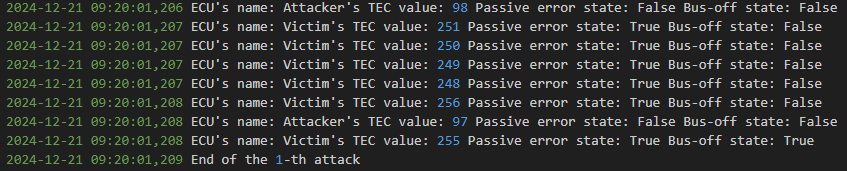 2024-12-21 09:20:01,206 ECU's name: Attacker's TEC value: 98 Passive error state: False Bus-off state: False
2024-12-21 09:20:01,207 ECU's name: Victim's TEC value: 251 Passive error state: True Bus-off state: False
2024-12-21 09:20:01,207 ECU's name: Victim's TEC value: 250 Passive error state: True Bus-off state: False
2024-12-21 09:20:01,207 ECU's name: Victim's TEC value: 249 Passive error state: True Bus-off state: False
2024-12-21 09:20:01,207 ECU's name: Victim's TEC value: 248 Passive error state: True Bus-off state: False
2024-12-21 09:20:01,208 ECU's name: Victim's TEC value: 256 Passive error state: True Bus-off state: False
2024-12-21 09:20:01,208 ECU's name: Attacker's TEC value: 97 Passive error state: False Bus-off state: False
2024-12-21 09:20:01,208 ECU's name: Victim's TEC value: 255 Passive error state: True Bus-off state: True
2024-12-21 09:20:01,209 End of the 1-th attack